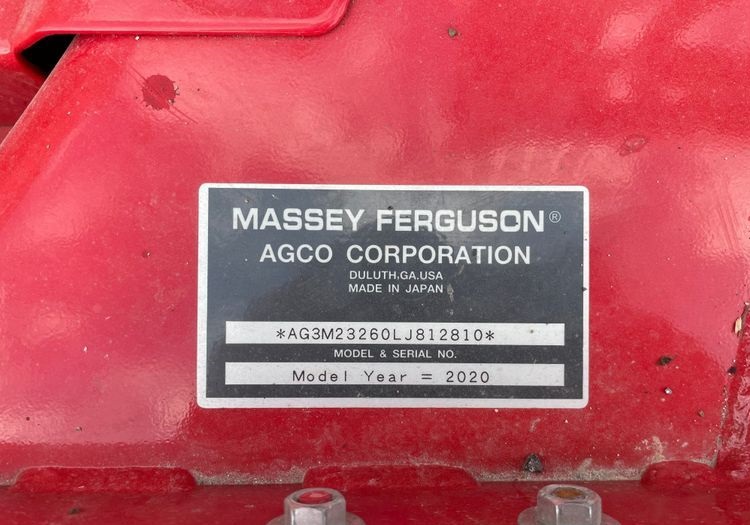 MASSEY FERGUSON®
AGCO CORPORATION
DULUTH,GA.USA
MADE IN JAPAN
*AG3M23260LJ812810*
MODEL & SERIAL NO.
Model Year = 2020